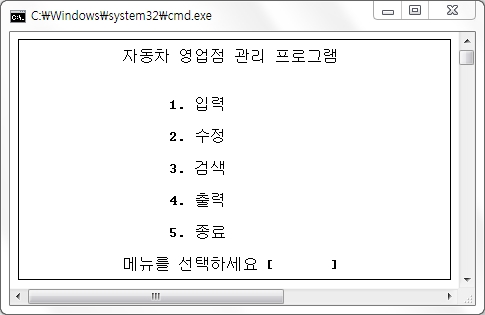 C:₩Windows₩system32₩cmd.exe
자동차 영업점 관리 프로그램
1. 입력
2. 수정
3. 검색
4. 출력
5. 종료
메뉴를 선택하세요 [ ]